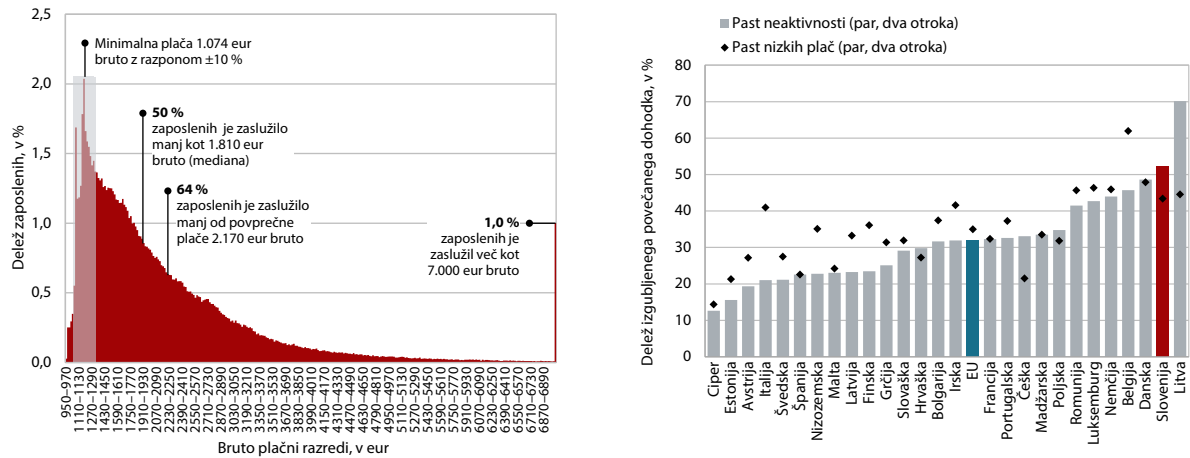 2,5
2,0
1,5
1,0
0,5
0,0
Delež zaposlenih, v %
Minimalna plača 1.074 eur
bruto z razponom ±10 %
50 %
zaposlenih je zaslužilo
manj kot 1.810 eur
bruto (mediana)
64 %
zaposlenih je zaslužilo
manj od povprečne
plače 2.170 eur bruto
1,0 %
zaposlenih je
zaslužil več kot
7.000 eur bruto
950–970
1110–1130
1270–1290
1430–1450
1590–1610
1750–1770
1910–1930
2070–2090
2230–2250
2390–2410
2550–2570
2710–2730
2870–2890
3030–3050
3190–3210
3350–3370
3510–3530
3670–3690
3830–3850
3990–4010
4150–4170
4310–4330
4470–4490
4630–4650
4790–4810
4950–4970
5110–5130
5270–5290
5430–5450
5590–5610
5750–5770
5910–5930
6070–6090
6230–6250
6390–6410
6550–6570
6710–6730
6870–6890
Bruto plačni razredi, v eur
Past neaktivnosti (par, dva otroka)
Past nizkih plač (par, dva otroka)
80
70
60
50
40
30
20
10
0
Delež izgubljenega povečanega dohodka, v %
Ciper
Estonija
Avstrija
Italija
Švedska
Španija
Nizozemska
Malta
Latvija
Finska
Grčija
Slovaška
Hrvaška
Bolgarija
Irska
EU
Francija
Portugalska
Češka
Madžarska
Poljska
Romunija
Luksemburg
Nemčija
Belgija
Danska
Slovenija
Litva